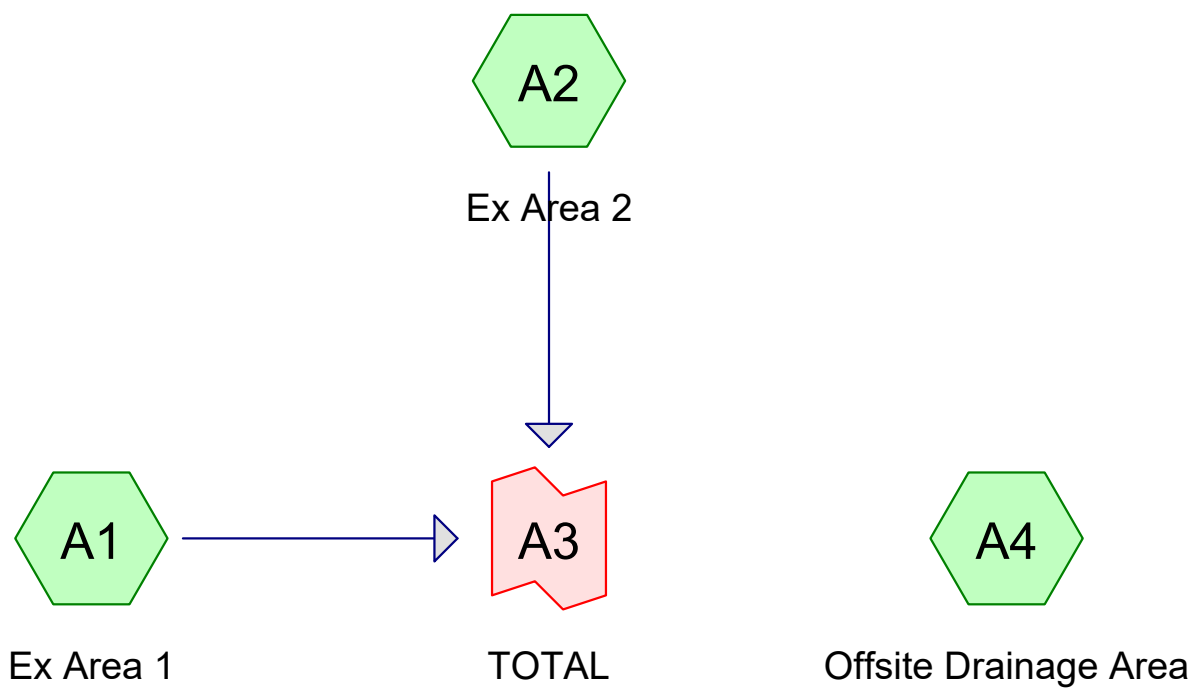 A2
Ex Area 2
A1
A3
A4
Ex Area 1
TOTAL
Offsite Drainage Area